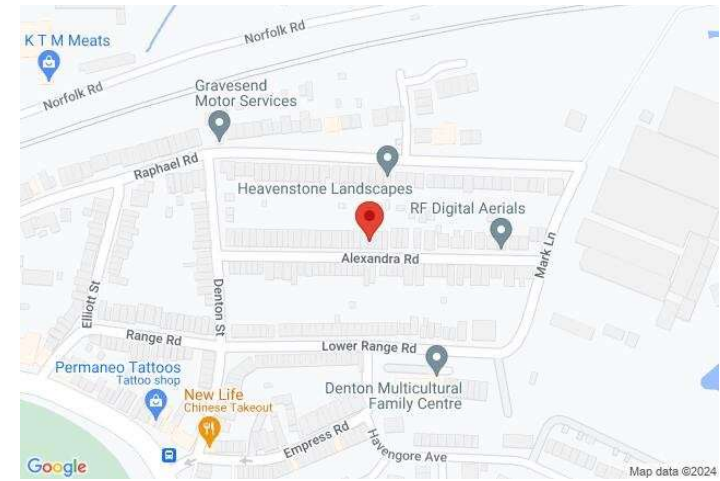 K T M Meats
Norfolk Rd
Norfolk Rd
Gravesend
Motor Services
Raphael Rd
Heavenstone Landscapes
RF Digital Aerials
Alexandra Rd
Mark Ln
Elliott St
Denton St
Range Rd
Lower Range Rd
Permaneo Tattoos
Tattoo shop
New Life
Chinese Takeout
Denton Multicultural
Family Centre
Empress Rd
Havengore Ave
Google
Map data ©2024